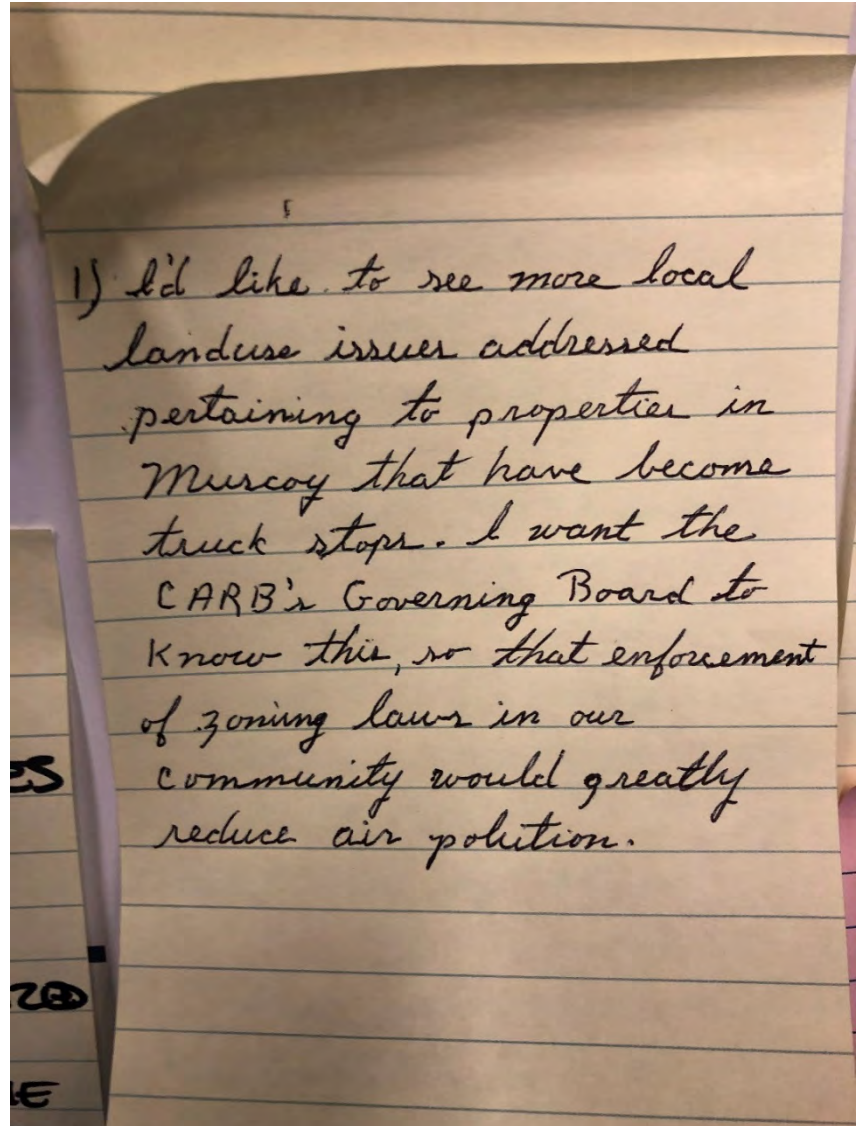 1) I'd like to see more local
landuse issues addressed
pertaining to properties in
Muscoy that have become
truck stops. I want the
CARB's Governing Board to
Know this, so that enforcement
of zoning laws in our
community would greatly
reduce air polution.
ES
IE